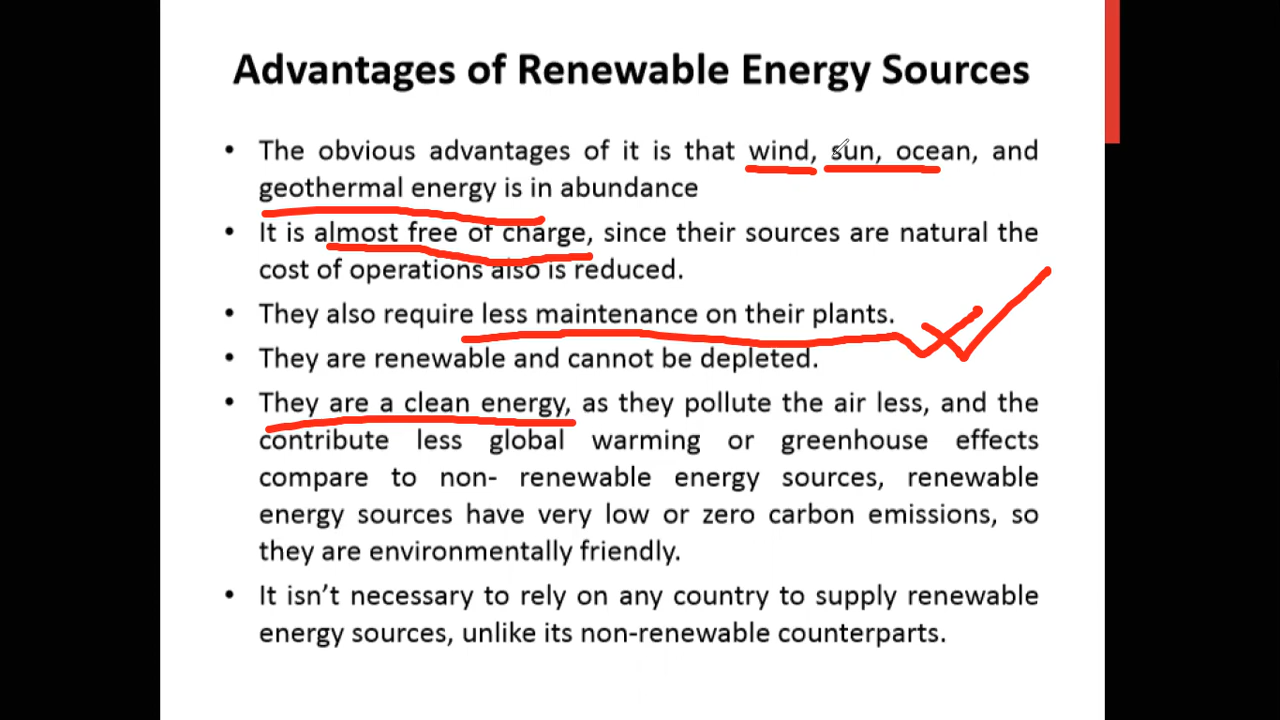 Advantages of Renewable Energy Sources
• The obvious advantages of it is that wind, sun, ocean, and
geothermal energy is in abundance
• It is almost free of charge, since their sources are natural the
cost of operations also is reduced.
• They also require less maintenance on their plants.
• They are renewable and cannot be depleted.
• They are a clean energy, as they pollute the air less, and the
contribute less global warming or greenhouse effects
compare to non- renewable energy sources, renewable
energy sources have very low or zero carbon emissions, so
they are environmentally friendly.
• It isn’t necessary to rely on any country to supply renewable
energy sources, unlike its non-renewable counterparts.